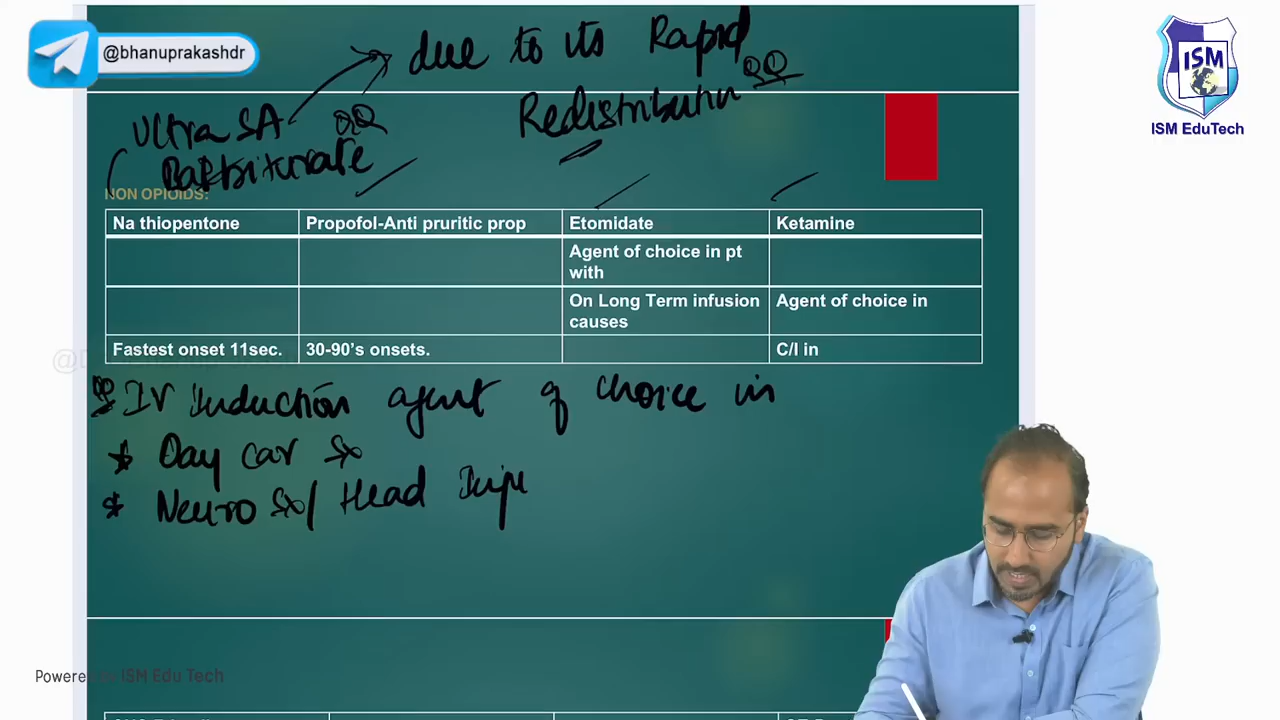 @bhanuprakashdr
due to its Rapid
Redistribution
ISM
ISM EduTech
Ultra SA
Barbiturate
NON OPIOIDS:
Na thiopentone Propofol-Anti pruritic prop Etomidate Ketamine
Agent of choice in pt with
On Long Term infusion causes Agent of choice in
Fastest onset 11sec. 30-90's onsets. C/I in
IV Induction agent of choice in
* Day car Sx
* Neuro Sx/ Head Inju
Powered by ISM Edu Tech